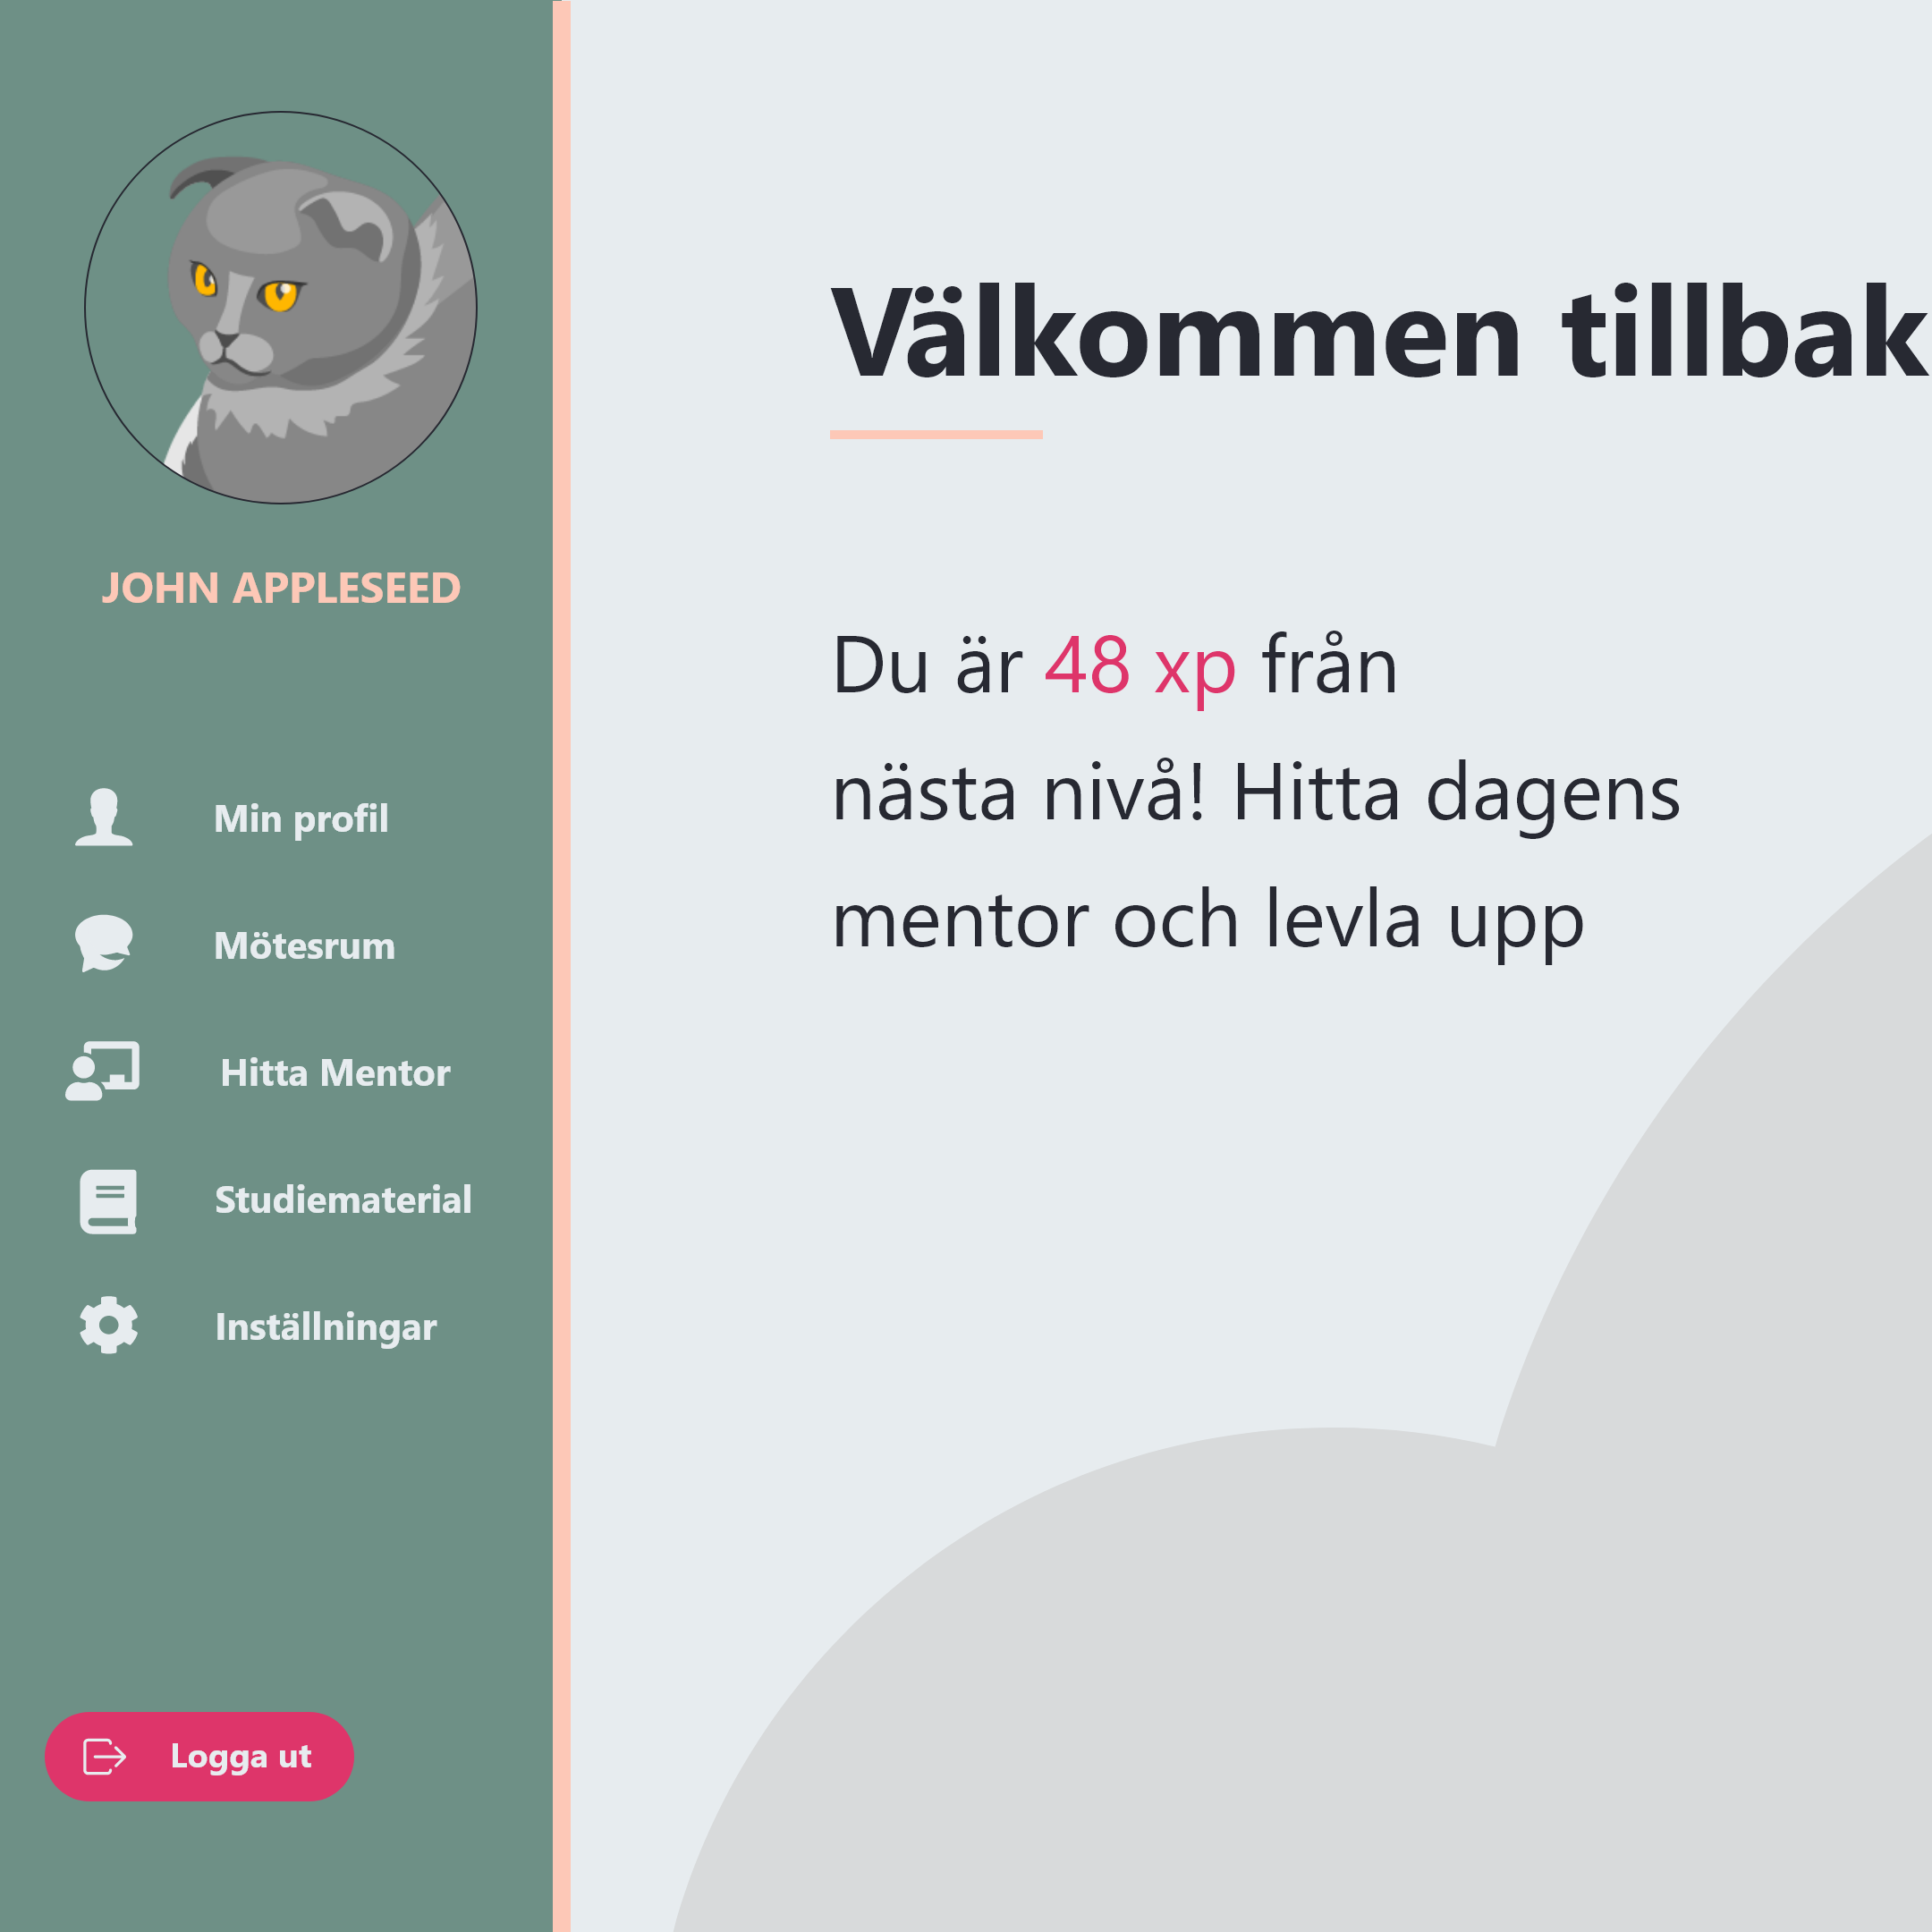 JOHN APPLESEED
Min profil
Mötesrum
Hitta Mentor
Studiematerial
Inställningar
Logga ut
Välkommen tillbak
Du är 48 xp från
nästa nivå! Hitta dagens
mentor och levla upp